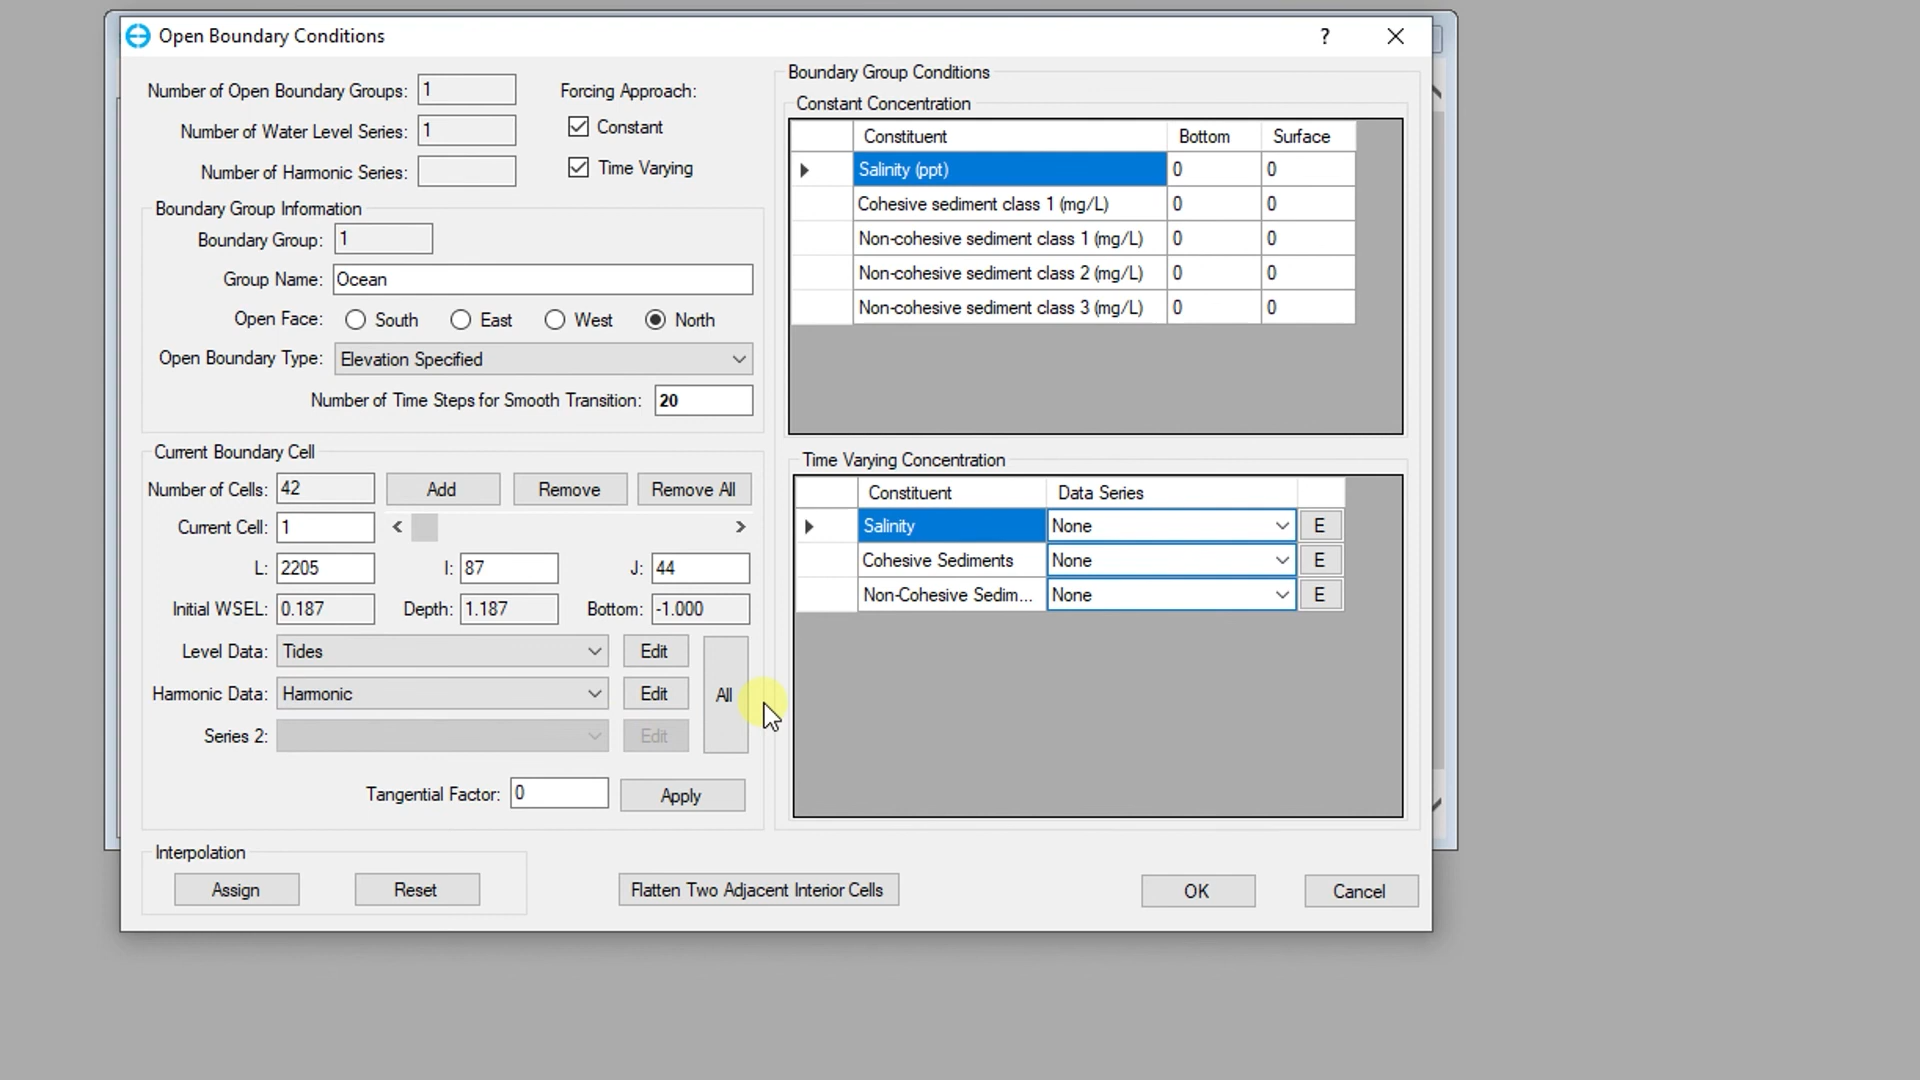 Open Boundary Conditions
?
Number of Open Boundary Groups: 1
Number of Water Level Series: 1
Number of Harmonic Series:
Forcing Approach:
Constant
Time Varying
Boundary Group Information
Boundary Group: 1
Group Name: Ocean
Open Face: South East West North
Open Boundary Type: Elevation Specified
Number of Time Steps for Smooth Transition: 20
Current Boundary Cell
Number of Cells: 42 Add Remove Remove All
Current Cell: 1
L: 2205 I: 87 J: 44
Initial WSEL: 0.187 Depth: 1.187 Bottom: -1.000
Level Data: Tides Edit
Harmonic Data: Harmonic Edit
All
Series 2: Edit
Tangential Factor: 0 Apply
Interpolation
Assign Reset
Boundary Group Conditions
Constant Concentration
Constituent Bottom Surface
Salinity (ppt) 0 0
Cohesive sediment class 1 (mg/L) 0 0
Non-cohesive sediment class 1 (mg/L) 0 0
Non-cohesive sediment class 2 (mg/L) 0 0
Non-cohesive sediment class 3 (mg/L) 0 0
Time Varying Concentration
Constituent Data Series
Salinity None E
Cohesive Sediments None E
Non-Cohesive Sedim... None E
Flatten Two Adjacent Interior Cells
OK Cancel